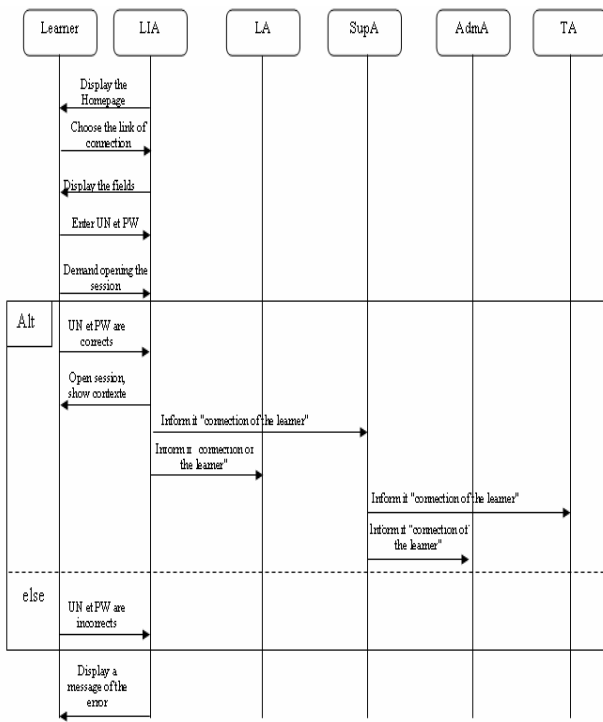 Learner LIA LA SupA AdmA TA
Display the
Homepage
Choose the link of
connection
Display the fields
Enter UN et PW
Demand opening the
session
Alt
UN et PW are
corrects
Open session,
show contexte
Inform it "connection of the learner"
Inform it connection of
the learner"
Inform it "connection of the learner"
Inform it "connection of
the learner"
else
UN et PW are
incorrects
Display a
message of the
error